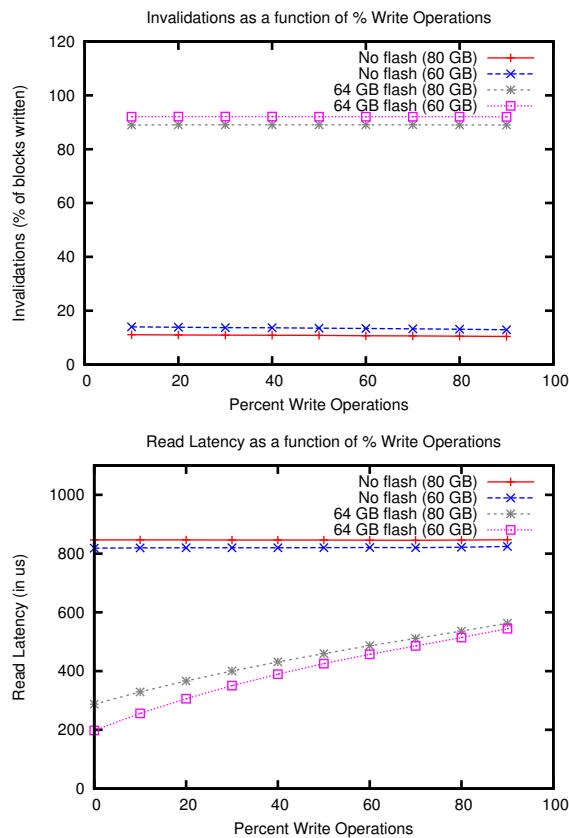 Invalidations as a function of % Write Operations
120
100
80
60
40
20
0
Invalidations (% of blocks written)
No flash (80 GB)
No flash (60 GB)
64 GB flash (80 GB)
64 GB flash (60 GB)
0 20 40 60 80 100
Percent Write Operations
Read Latency as a function of % Write Operations
1000
800
600
400
200
0
Read Latency (in us)
No flash (80 GB)
No flash (60 GB)
64 GB flash (80 GB)
64 GB flash (60 GB)
0 20 40 60 80 100
Percent Write Operations